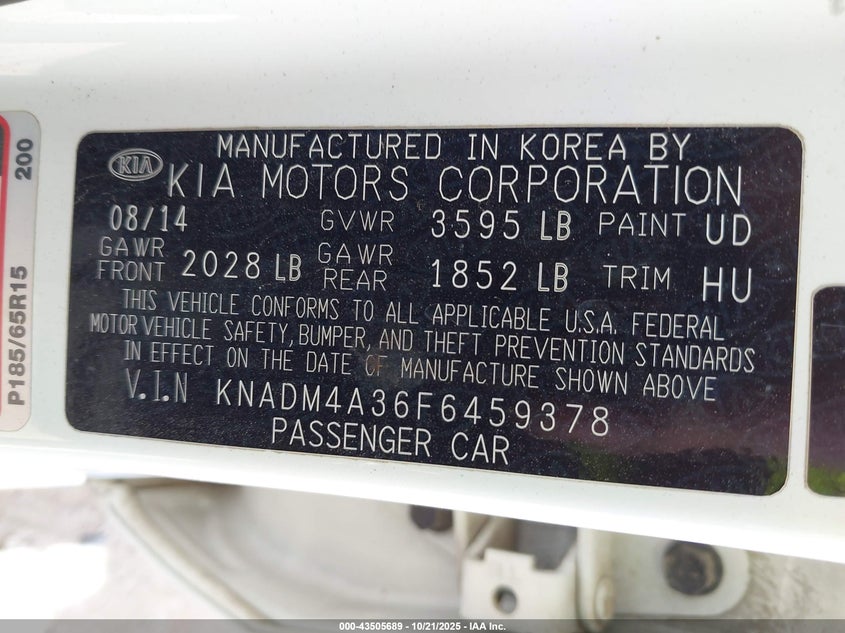 MANUFACTURED IN KOREA BY
KIA
KIA MOTORS CORPORATION
08/14 GVWR 3595 LB PAINT UD
GAWR FRONT 2028 LB GAWR REAR 1852 LB TRIM HU
THIS VEHICLE CONFORMS TO ALL APPLICABLE U.S.A. FEDERAL
MOTOR VEHICLE SAFETY, BUMPER, AND THEFT PREVENTION STANDARDS
IN EFFECT ON THE DATE OF MANUFACTURE SHOWN ABOVE
V.I.N KNADM4A36F6459378
PASSENGER CAR
P185/65R15 200
000-43505689 - 10/21/2025 - IAA Inc.